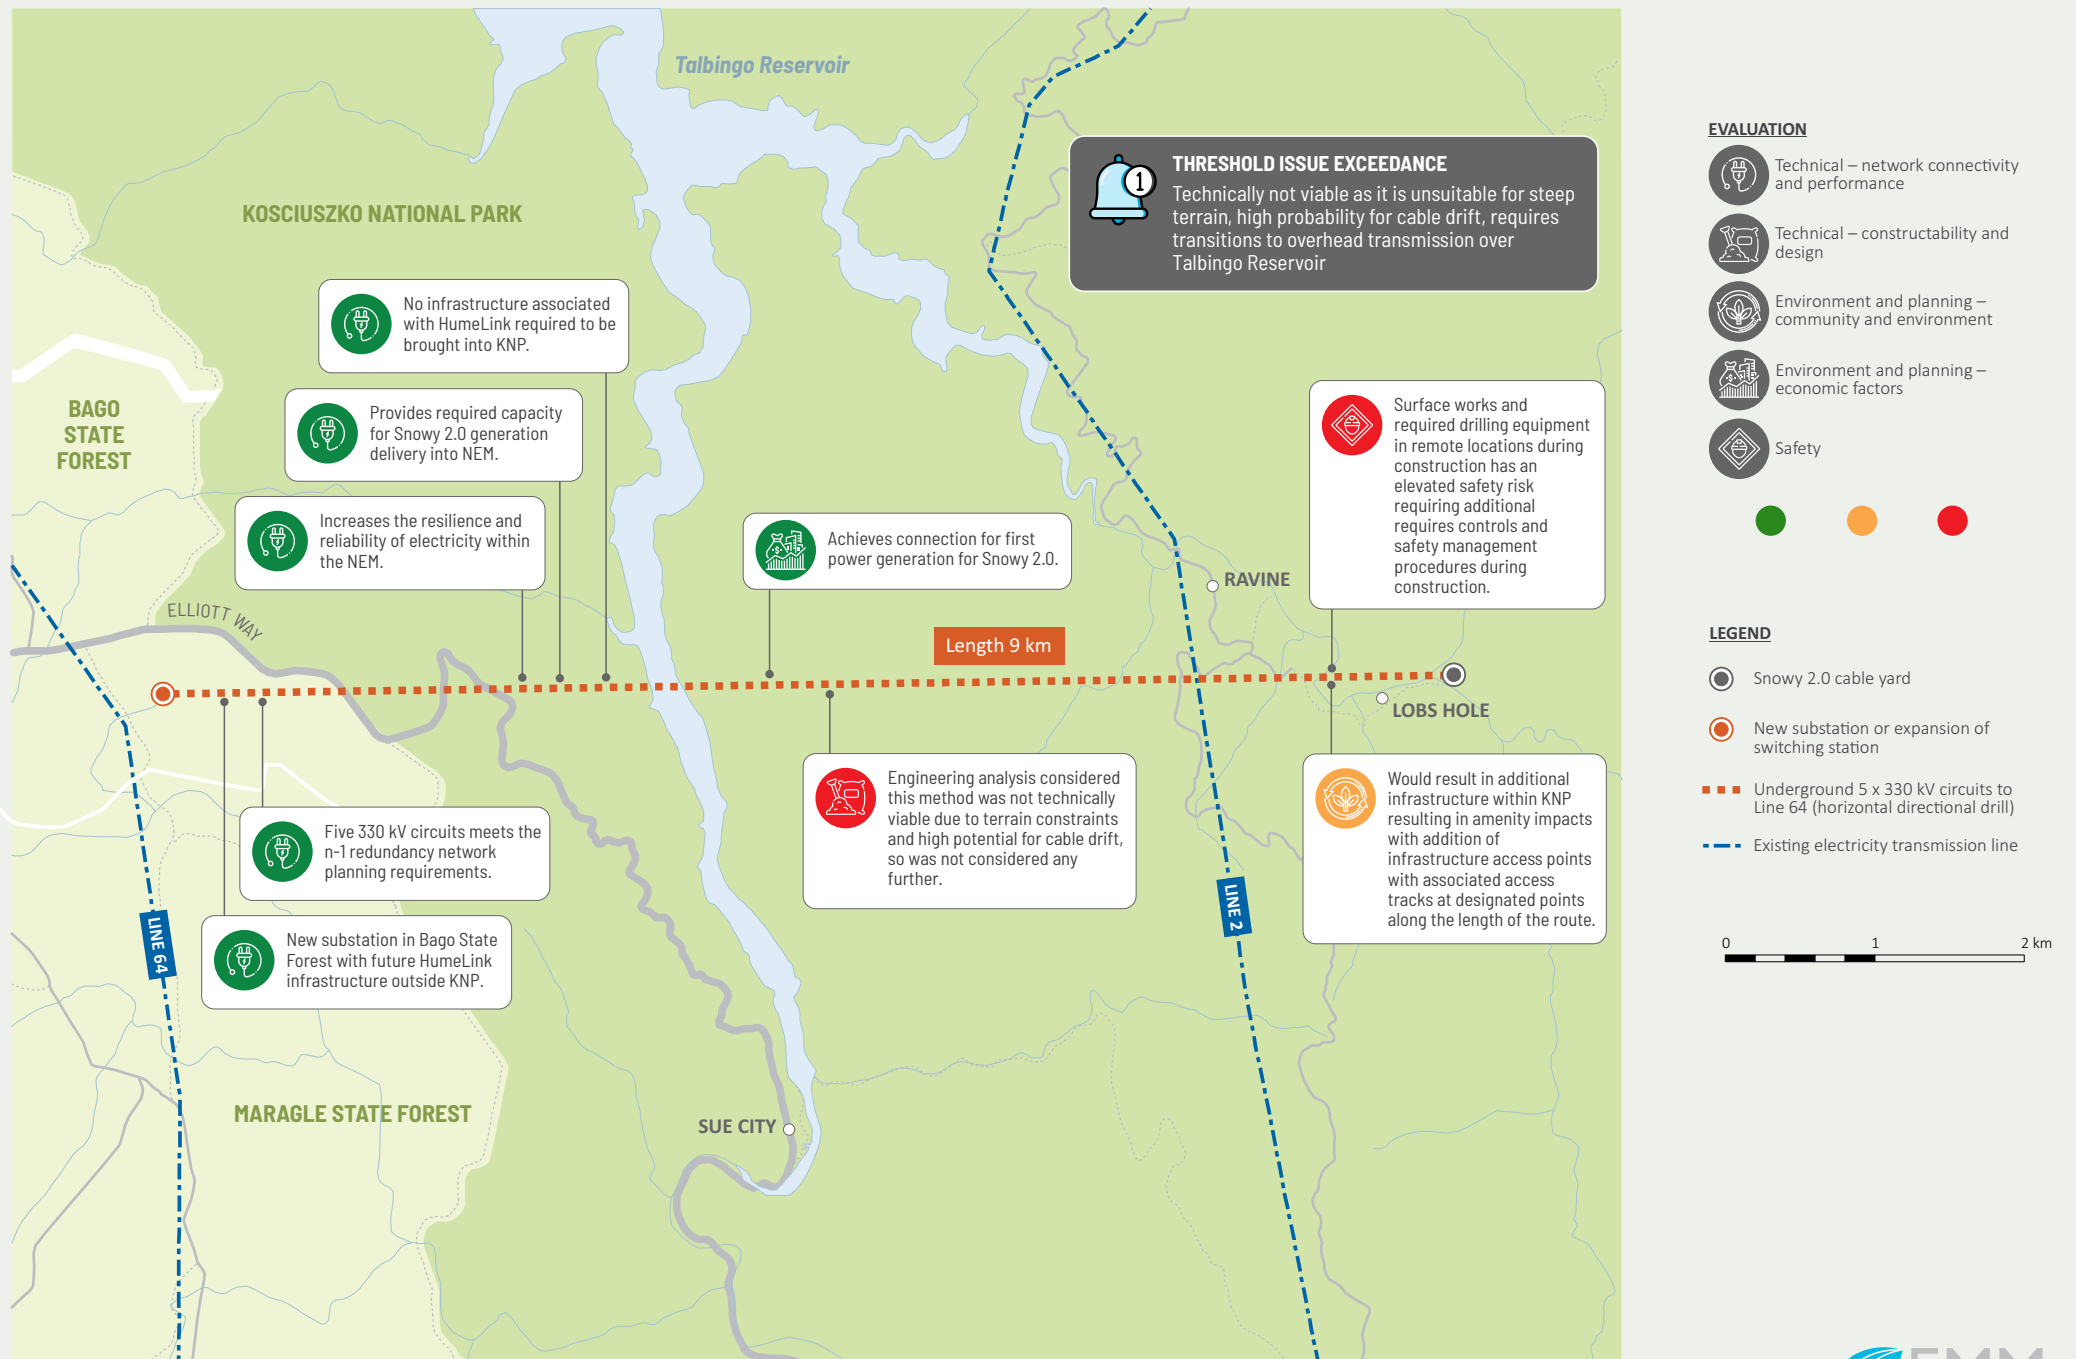 Talbingo Reservoir
KOSCIUSZKO NATIONAL PARK
THRESHOLD ISSUE EXCEEDANCE
Technically not viable as it is unsuitable for steep
terrain, high probability for cable drift, requires
transitions to overhead transmission over
Talbingo Reservoir
1
No infrastructure associated
with HumeLink required to be
brought into KNP.
Provides required capacity
for Snowy 2.0 generation
delivery into NEM.
Increases the resilience and
reliability of electricity within
the NEM.
BAGO
STATE
FOREST
Achieves connection for first
power generation for Snowy 2.0.
Surface works and
required drilling equipment
in remote locations during
construction has an
elevated safety risk
requiring additional
requires controls and
safety management
procedures during
construction.
RAVINE
ELLIOTT WAY
Length 9 km
LOBS HOLE
Engineering analysis considered
this method was not technically
viable due to terrain constraints
and high potential for cable drift,
so was not considered any
further.
Would result in additional
infrastructure within KNP
resulting in amenity impacts
with addition of
infrastructure access points
with associated access
tracks at designated points
along the length of the route.
Five 330 kV circuits meets the
n-1 redundancy network
planning requirements.
New substation in Bago State
Forest with future HumeLink
infrastructure outside KNP.
LINE 64
LINE 2
MARAGLE STATE FOREST
SUE CITY
EVALUATION
Technical – network connectivity
and performance
Technical – constructability and
design
Environment and planning –
community and environment
Environment and planning –
economic factors
Safety
LEGEND
Snowy 2.0 cable yard
New substation or expansion of
switching station
Underground 5 x 330 kV circuits to
Line 64 (horizontal directional drill)
Existing electricity transmission line
0 1 2 km
EMM